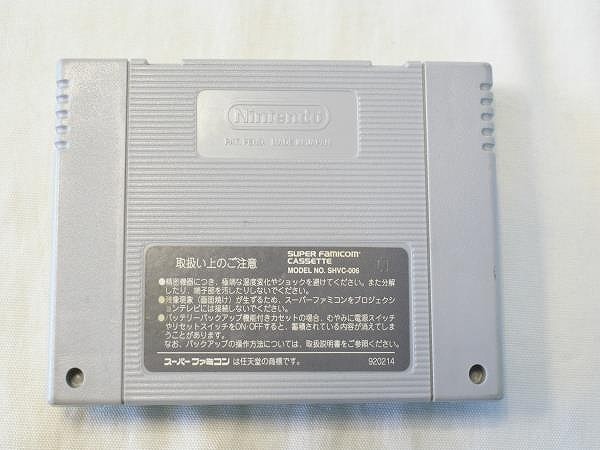 Nintendo
PAT. PEND. MADE IN JAPAN
取扱い上のご注意
SUPER FAMICOM
CASSETTE
MODEL NO. SHVC-006
●精密機器につき、極端な温度変化やショックを避けてください。また分解
したり、端子部を汚したりしないでください。
●残像現象(画面焼け)が生ずるため、スーパーファミコンをプロジェクシ
ョンテレビには接続しないでください。
●バッテリーバックアップ機能付きカセットの場合、むやみに電源スイッチ
やリセットスイッチをON・OFFすると、蓄積されている内容が消えてしま
うことがあります。
なお、バックアップの操作方法については、取扱説明書をご参照ください。
スーパーファミコン は任天堂の商標です。
920214